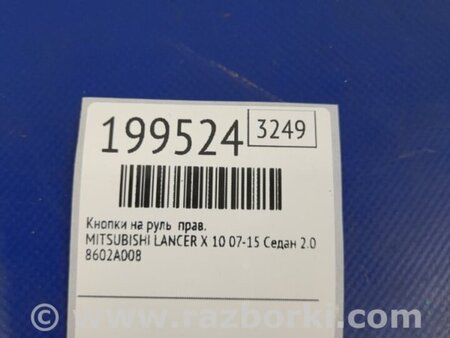 199524 3249
Кнопки на руль прав.
MITSUBISHI LANCER X 10 07-15 Седан 2.0
8602A008
www.razborki.com